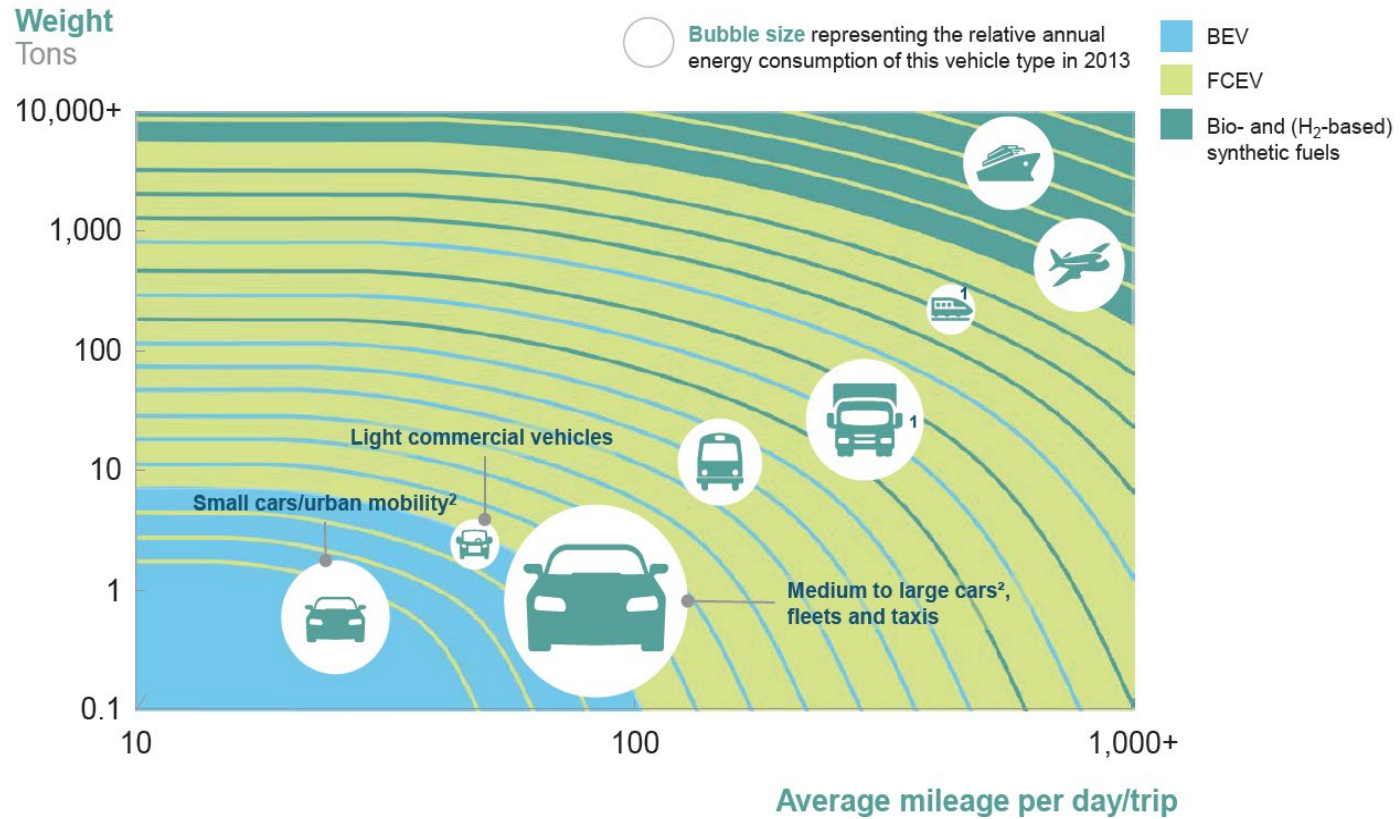 Weight
Tons
Bubble size representing the relative annual
energy consumption of this vehicle type in 2013
BEV
FCEV
Bio- and (H₂-based)
synthetic fuels
10,000+
1,000
100
10
1
0.1
1
1
Light commercial vehicles
Small cars/urban mobility²
Medium to large cars²,
fleets and taxis
10
100
1,000+
Average mileage per day/trip